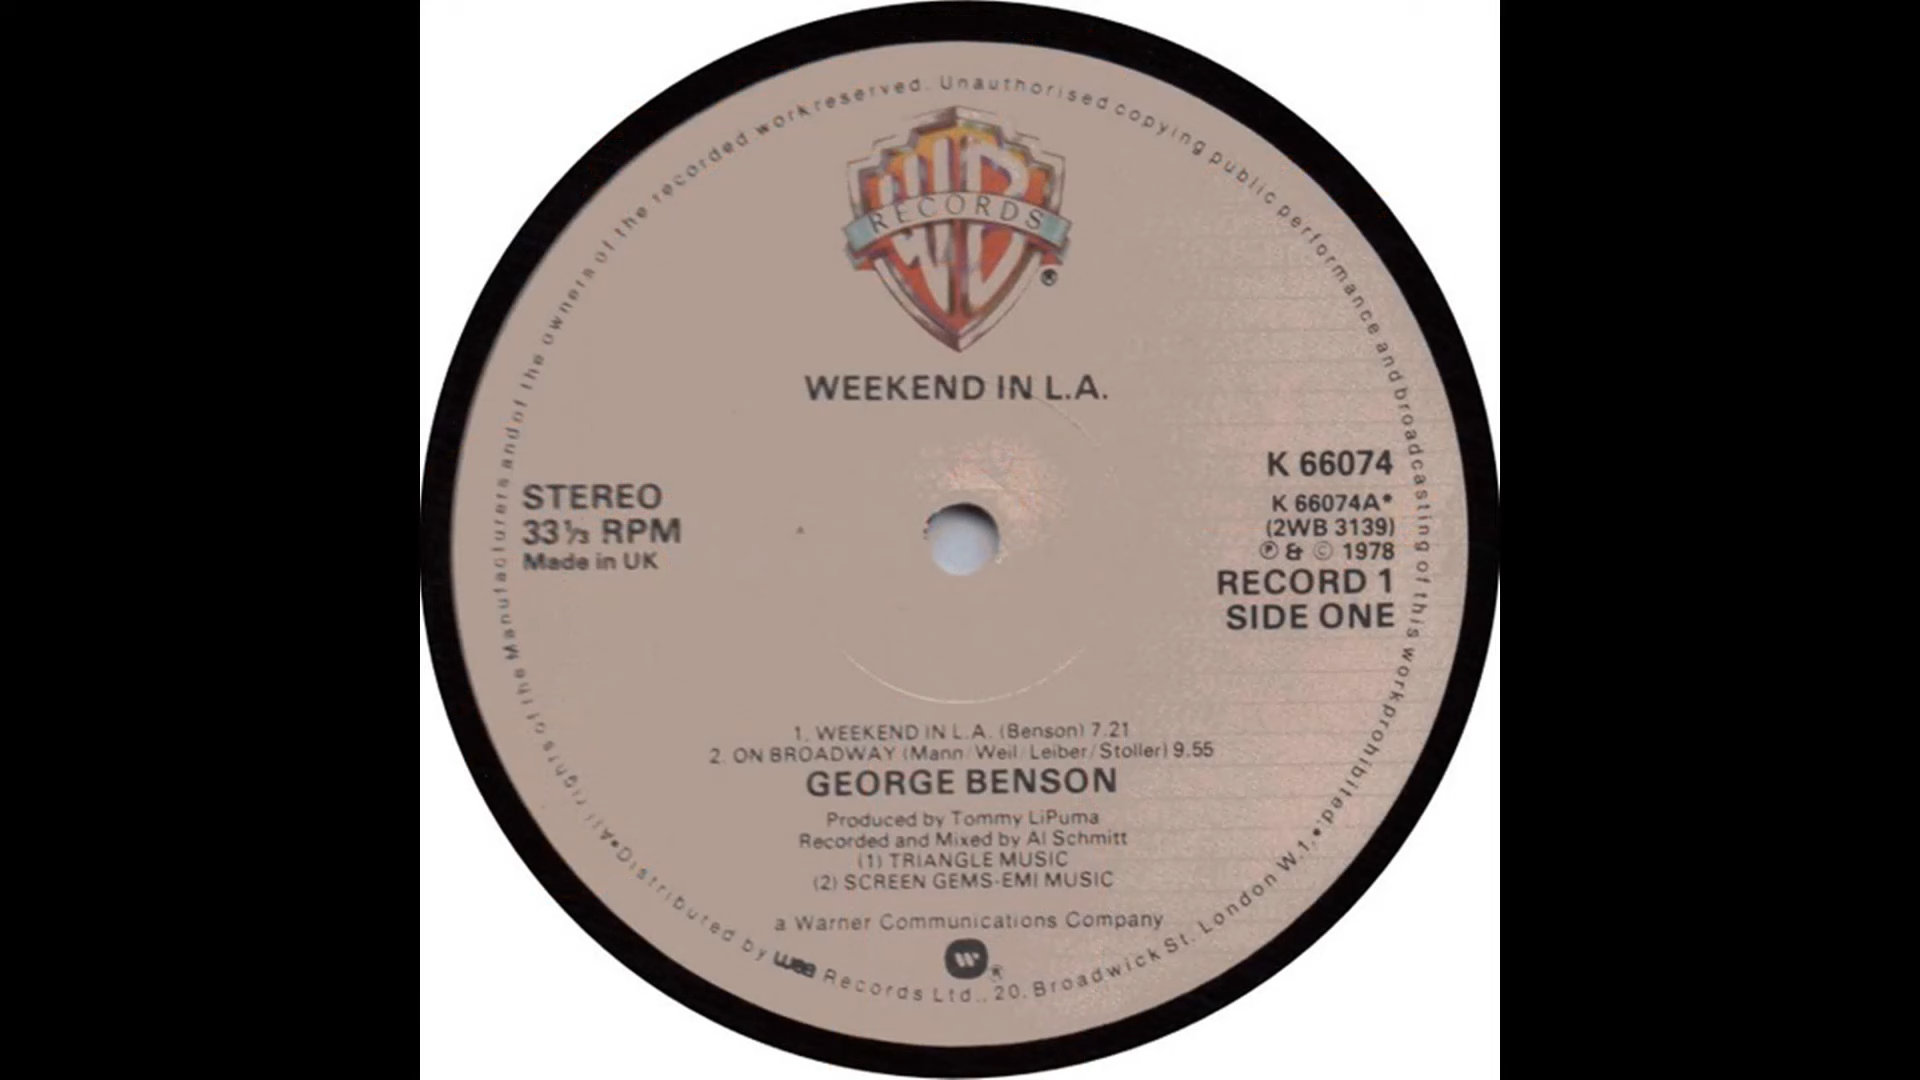 All rights of the Manufacturers and of the owners of the recorded work reserved. Unauthorised copying public performance and broadcasting of this work prohibited.
RECORDS
®
WEEKEND IN L.A.
STEREO
33⅓ RPM
Made in UK
K 66074
K 66074A*
(2WB 3139)
℗ & © 1978
RECORD 1
SIDE ONE
1. WEEKEND IN L.A. (Benson) 7.21
2. ON BROADWAY (Mann/Weil/Leiber/Stoller) 9.55
GEORGE BENSON
Produced by Tommy LiPuma
Recorded and Mixed by Al Schmitt
(1) TRIANGLE MUSIC
(2) SCREEN GEMS-EMI MUSIC
a Warner Communications Company
®
•Distributed by wea Records Ltd., 20, Broadwick St. London W.1.•